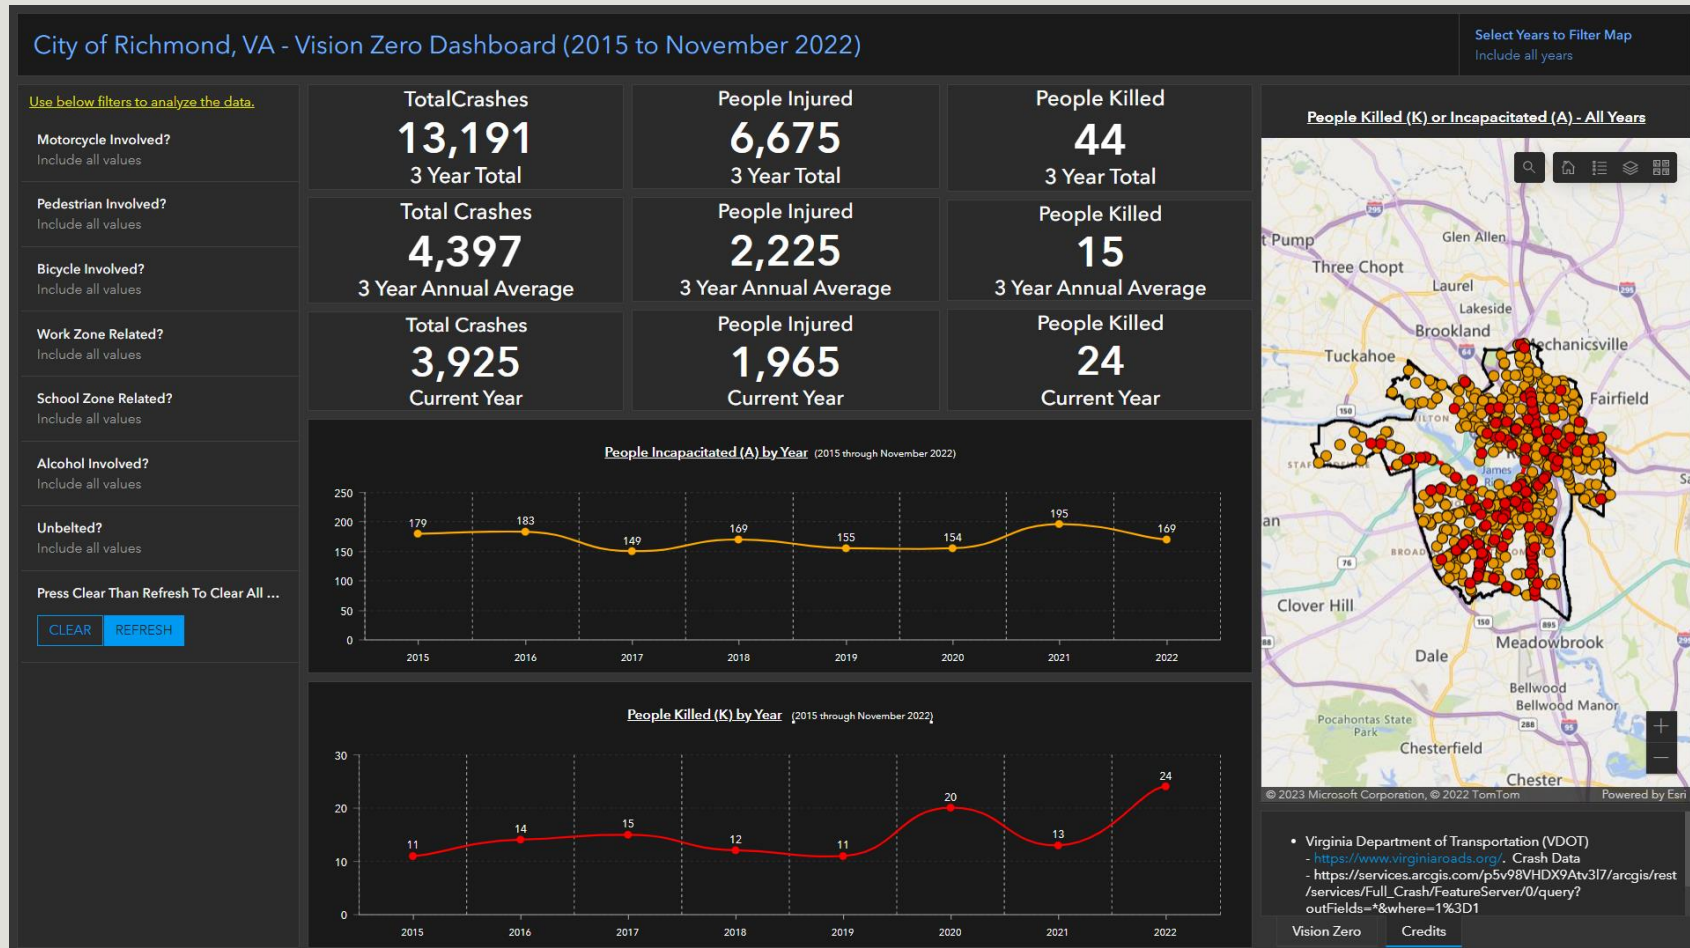 City of Richmond, VA - Vision Zero Dashboard (2015 to November 2022)
Select Years to Filter Map
Include all years
Use below filters to analyze the data.
Motorcycle Involved?
Include all values
Pedestrian Involved?
Include all values
Bicycle Involved?
Include all values
Work Zone Related?
Include all values
School Zone Related?
Include all values
Alcohol Involved?
Include all values
Unbelted?
Include all values
Press Clear Than Refresh To Clear All ...
CLEAR
REFRESH
TotalCrashes
13,191
3 Year Total
People Injured
6,675
3 Year Total
People Killed
44
3 Year Total
Total Crashes
4,397
3 Year Annual Average
People Injured
2,225
3 Year Annual Average
People Killed
15
3 Year Annual Average
Total Crashes
3,925
Current Year
People Injured
1,965
Current Year
People Killed
24
Current Year
People Incapacitated (A) by Year (2015 through November 2022)
250
200
150
100
50
0
179
183
149
169
155
154
195
169
2015 2016 2017 2018 2019 2020 2021 2022
People Killed (K) by Year (2015 through November 2022)
30
20
10
0
11
14
15
12
11
20
13
24
2015 2016 2017 2018 2019 2020 2021 2022
People Killed (K) or Incapacitated (A) - All Years
295
t Pump
Glen Allen
Three Chopt
Laurel
295
Lakeside
Brookland
64
Mechanicsville
Tuckahoe
Fairfield
150
James
an
BROAD
76
Clover Hill
150
895
Meadowbrook
Dale
Bellwood
Bellwood Manor
Pocahontas State
Park
288
95
Chesterfield
Chester
+
−
© 2023 Microsoft Corporation, © 2022 TomTom
Powered by Esri
• Virginia Department of Transportation (VDOT)
- https://www.virginiaroads.org/. Crash Data
- https://services.arcgis.com/p5v98VHDX9Atv3l7/arcgis/rest
/services/Full_Crash/FeatureServer/0/query?
outFields=*&where=1%3D1
Vision Zero
Credits